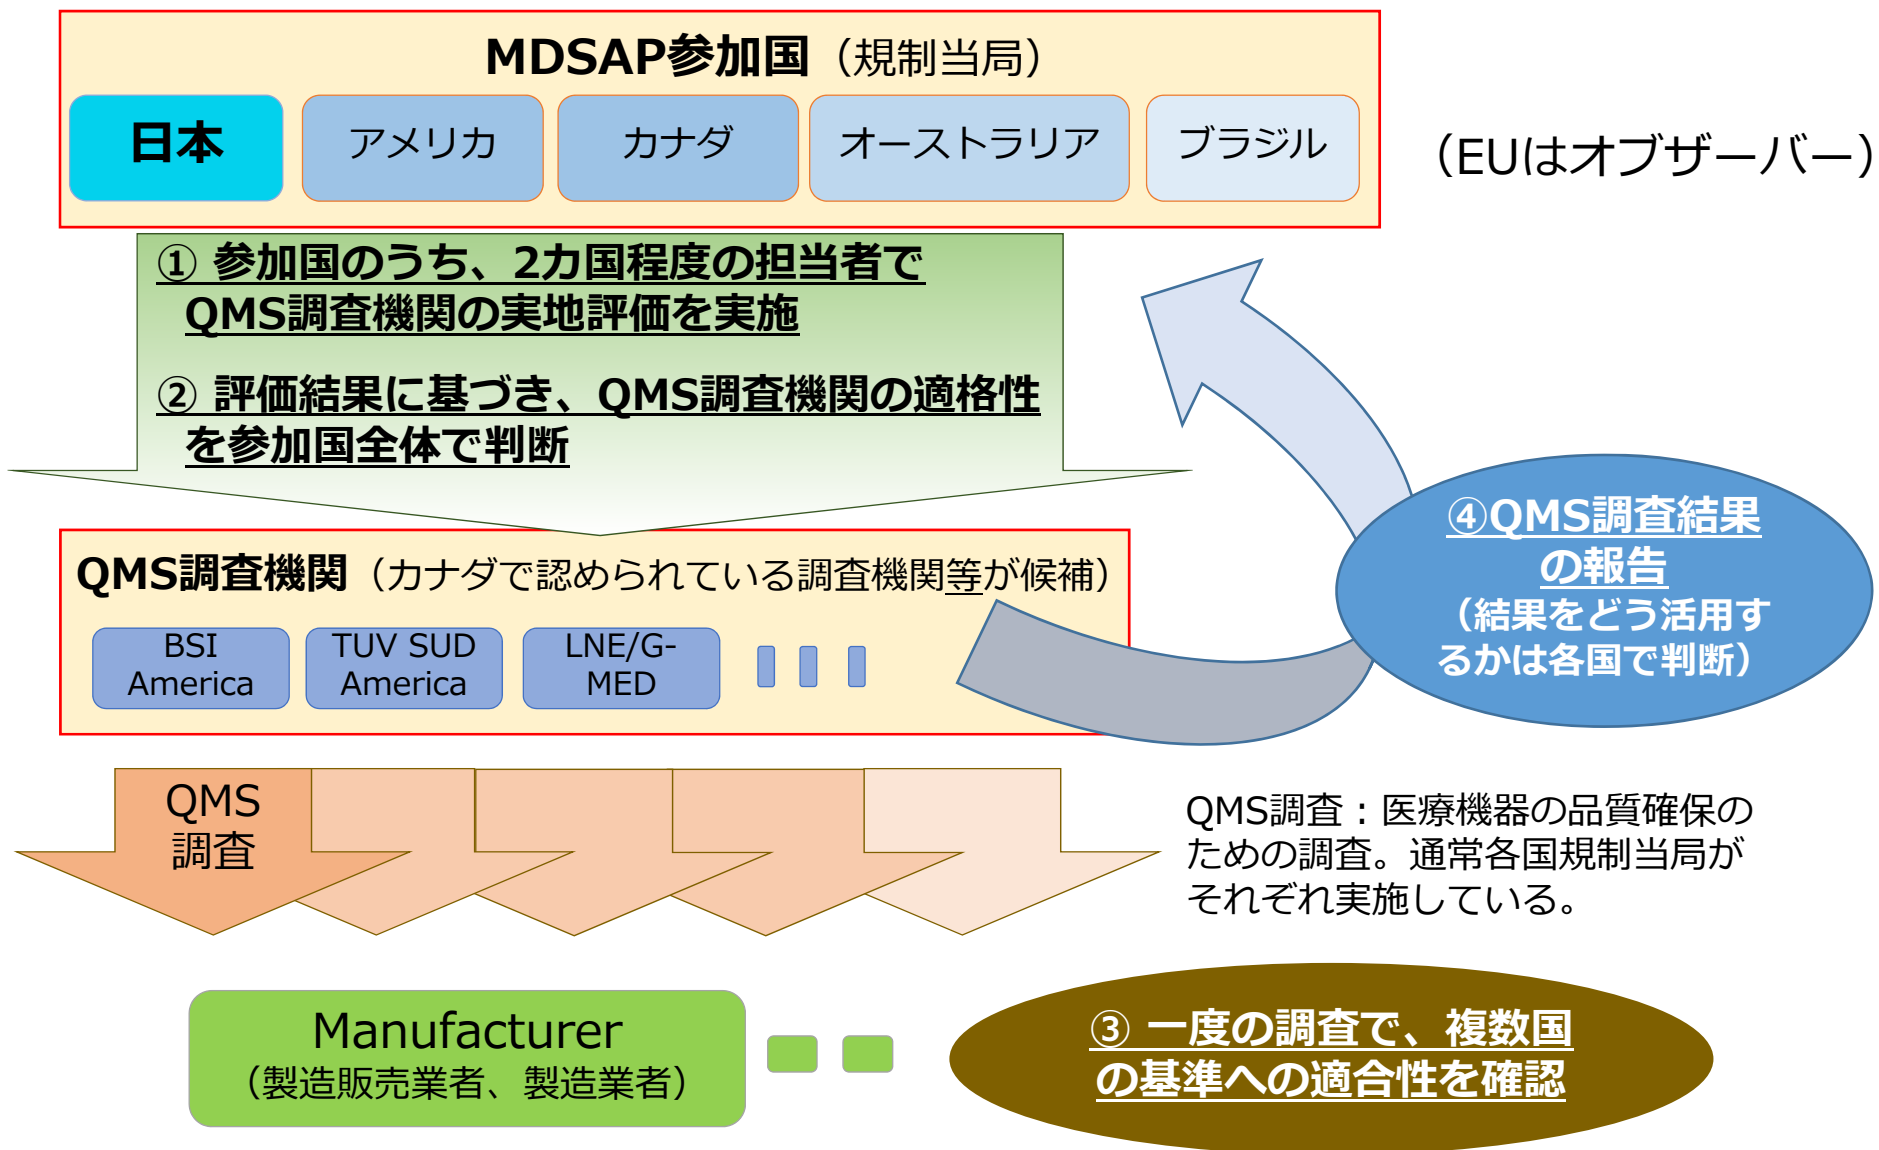 MDSAP参加国（規制当局）
日本
アメリカ
カナダ
オーストラリア
ブラジル
（EUはオブザーバー）
① 参加国のうち、2カ国程度の担当者で
QMS調査機関の実地評価を実施
② 評価結果に基づき、QMS調査機関の適格性
を参加国全体で判断
QMS調査機関（カナダで認められている調査機関等が候補）
BSI
America
TUV SUD
America
LNE/G-
MED
④QMS調査結果
の報告
（結果をどう活用す
るかは各国で判断）
QMS
調査
QMS調査：医療機器の品質確保の
ための調査。通常各国規制当局が
それぞれ実施している。
Manufacturer
（製造販売業者、製造業者）
③ 一度の調査で、複数国
の基準への適合性を確認